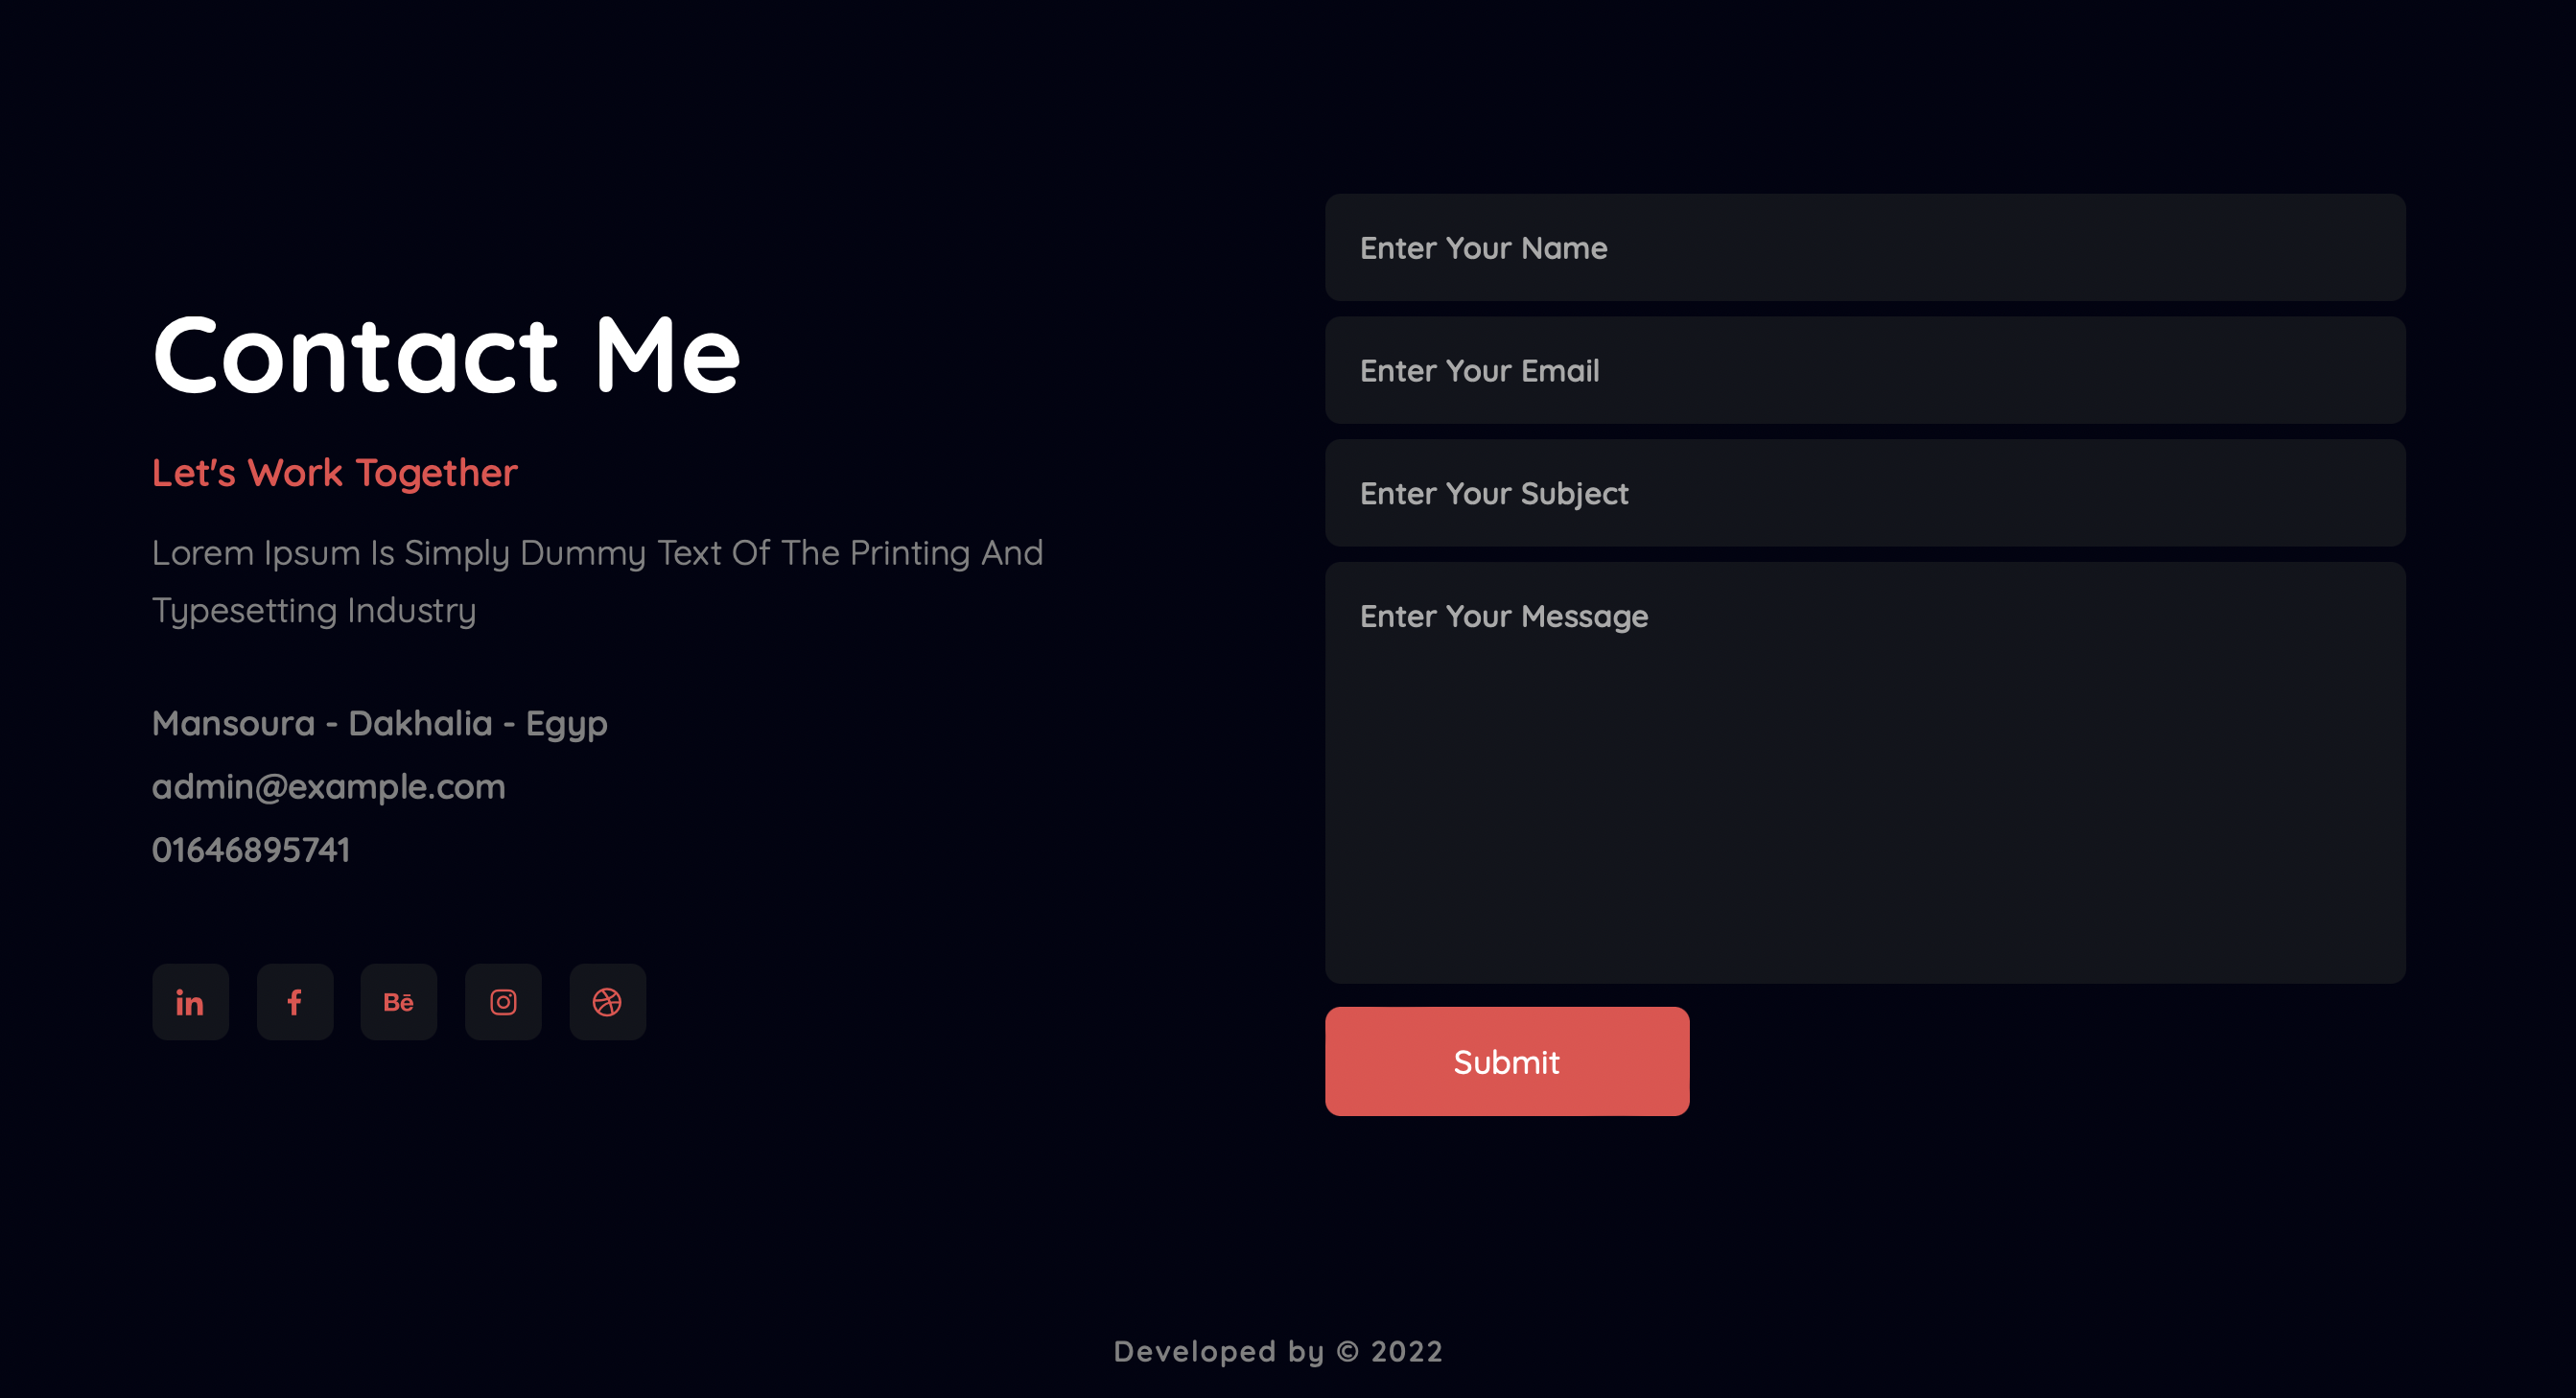 Contact Me
Let's Work Together
Lorem Ipsum Is Simply Dummy Text Of The Printing And
Typesetting Industry
Mansoura - Dakhalia - Egyp
admin@example.com
01646895741
in f Bē
Enter Your Name
Enter Your Email
Enter Your Subject
Enter Your Message
Submit
Developed by © 2022